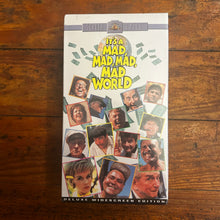 IT'S A
MAD,
MAD, MAD,
MAD
WORLD
DELUXE WIDESCREEN EDITION